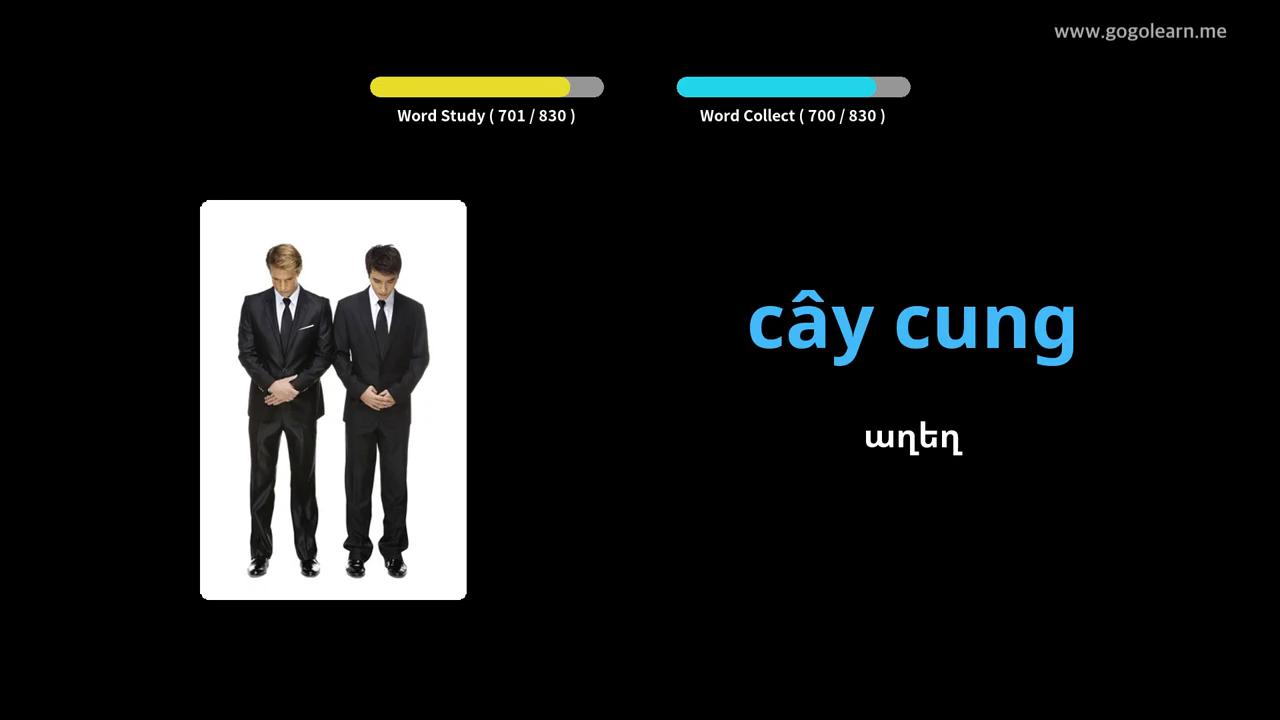 www.gogolearn.me
Word Study ( 701 / 830 )
Word Collect ( 700 / 830 )
cây cung
աղեղ